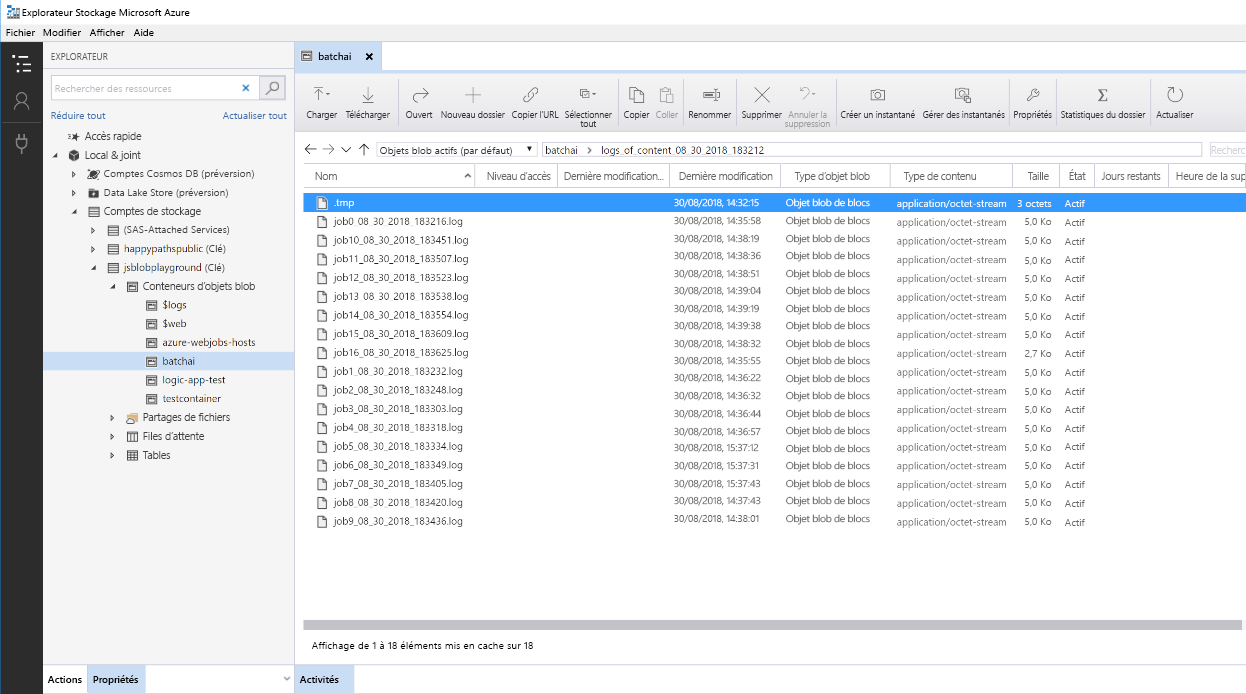 Explorateur Stockage Microsoft Azure
Fichier Modifier Afficher Aide
EXPLORATEUR
Rechercher des ressources
Réduire tout Actualiser tout
Accès rapide
Local & joint
Comptes Cosmos DB (préversion)
Data Lake Store (préversion)
Comptes de stockage
(SAS-Attached Services)
happypathspublic (Clé)
jsblobplayground (Clé)
Conteneurs d'objets blob
$logs
$web
azure-webjobs-hosts
batchai
logic-app-test
testcontainer
Partages de fichiers
Files d'attente
Tables
Actions Propriétés
batchai
Charger Télécharger Ouvert Nouveau dossier Copier l'URL Sélectionner tout Copier Coller Renommer Supprimer Annuler la suppression Créer un instantané Gérer des instantanés Propriétés Statistiques du dossier Actualiser
Objets blob actifs (par défaut) batchai > logs_of_content_08_30_2018_183212 Recherc
Nom Niveau d'accès Dernière modification... Dernière modification Type d'objet blob Type de contenu Taille État Jours restants Heure de la sup
.tmp 30/08/2018, 14:32:15 Objet blob de blocs application/octet-stream 3 octets Actif
job0_08_30_2018_183216.log 30/08/2018, 14:35:58 Objet blob de blocs application/octet-stream 5,0 Ko Actif
job10_08_30_2018_183451.log 30/08/2018, 14:38:19 Objet blob de blocs application/octet-stream 5,0 Ko Actif
job11_08_30_2018_183507.log 30/08/2018, 14:38:36 Objet blob de blocs application/octet-stream 5,0 Ko Actif
job12_08_30_2018_183523.log 30/08/2018, 14:38:51 Objet blob de blocs application/octet-stream 5,0 Ko Actif
job13_08_30_2018_183538.log 30/08/2018, 14:39:04 Objet blob de blocs application/octet-stream 5,0 Ko Actif
job14_08_30_2018_183554.log 30/08/2018, 14:39:19 Objet blob de blocs application/octet-stream 5,0 Ko Actif
job15_08_30_2018_183609.log 30/08/2018, 14:39:38 Objet blob de blocs application/octet-stream 5,0 Ko Actif
job16_08_30_2018_183625.log 30/08/2018, 14:38:32 Objet blob de blocs application/octet-stream 2,7 Ko Actif
job1_08_30_2018_183232.log 30/08/2018, 14:35:55 Objet blob de blocs application/octet-stream 5,0 Ko Actif
job2_08_30_2018_183248.log 30/08/2018, 14:36:22 Objet blob de blocs application/octet-stream 5,0 Ko Actif
job3_08_30_2018_183303.log 30/08/2018, 14:36:32 Objet blob de blocs application/octet-stream 5,0 Ko Actif
job4_08_30_2018_183318.log 30/08/2018, 14:36:44 Objet blob de blocs application/octet-stream 5,0 Ko Actif
job5_08_30_2018_183334.log 30/08/2018, 14:36:57 Objet blob de blocs application/octet-stream 5,0 Ko Actif
job6_08_30_2018_183349.log 30/08/2018, 15:37:12 Objet blob de blocs application/octet-stream 5,0 Ko Actif
job7_08_30_2018_183405.log 30/08/2018, 15:37:31 Objet blob de blocs application/octet-stream 5,0 Ko Actif
job8_08_30_2018_183420.log 30/08/2018, 15:37:43 Objet blob de blocs application/octet-stream 5,0 Ko Actif
job9_08_30_2018_183436.log 30/08/2018, 14:37:43 Objet blob de blocs application/octet-stream 5,0 Ko Actif
30/08/2018, 14:38:01 Objet blob de blocs
Affichage de 1 à 18 éléments mis en cache sur 18
Activités